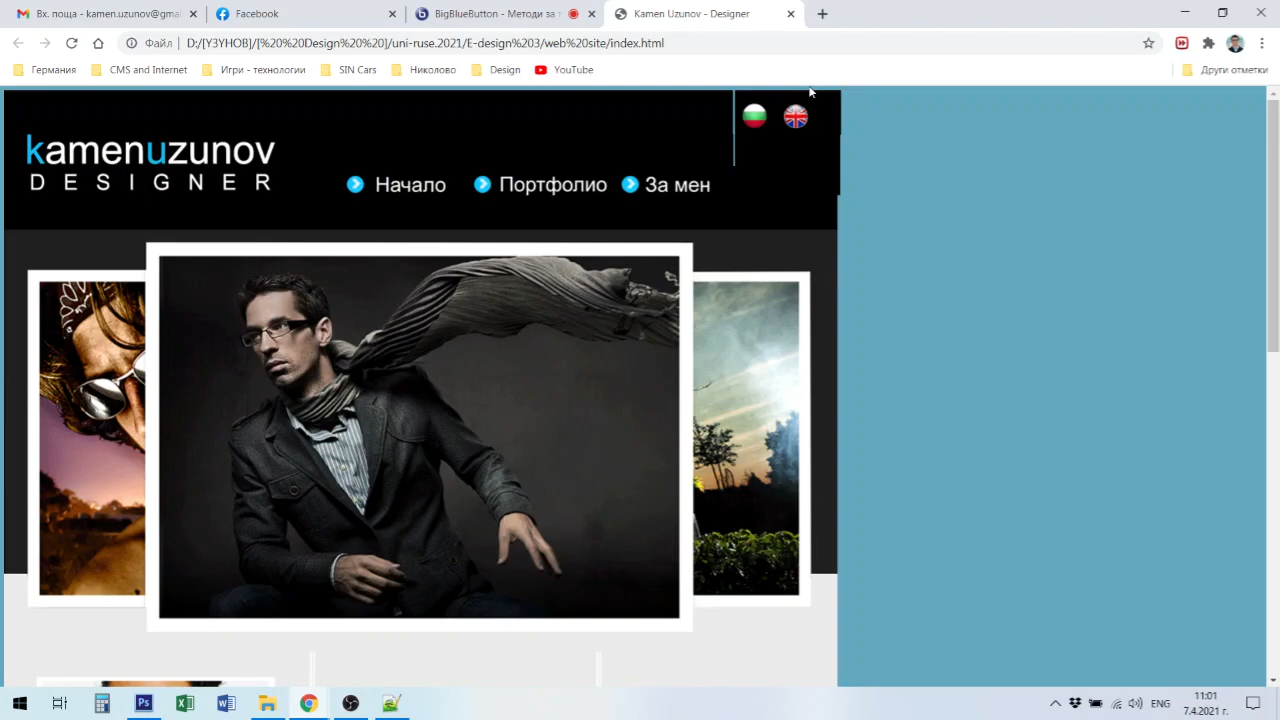 Вх. поща - kamen.uzunov@gmai
Facebook
BigBlueButton - Методи за т
Kamen Uzunov - Designer
Файл
D:/[УЗУНОВ]/[%20%20Design%20%20]/uni-ruse.2021/E-design%203/web%20site/index.html
Германия
CMS and Internet
Игри - технологии
SIN Cars
Николово
Design
YouTube
Други отметки
kamenuzunov
DESIGNER
Начало
Портфолио
За мен
ENG
11:01
7.4.2021 г.